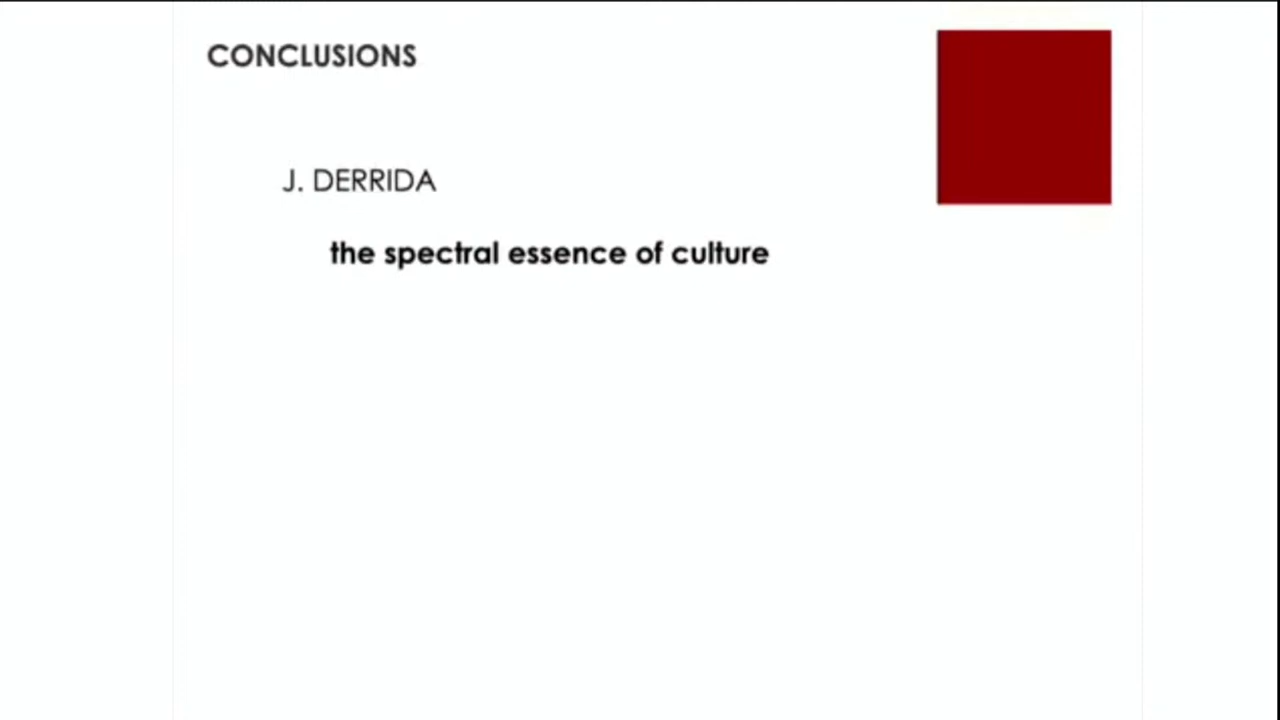 CONCLUSIONS
J. DERRIDA
the spectral essence of culture